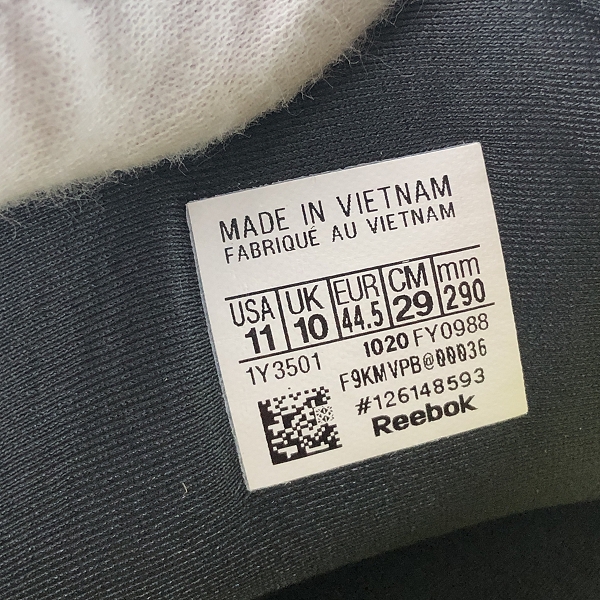 MADE IN VIETNAM
FABRIQUÉ AU VIETNAM
USA UK EUR CM mm
11 10 44.5 29 290
1Y3501 1020 FY0988
F9KMVPB@00036
#126148593
Reebok